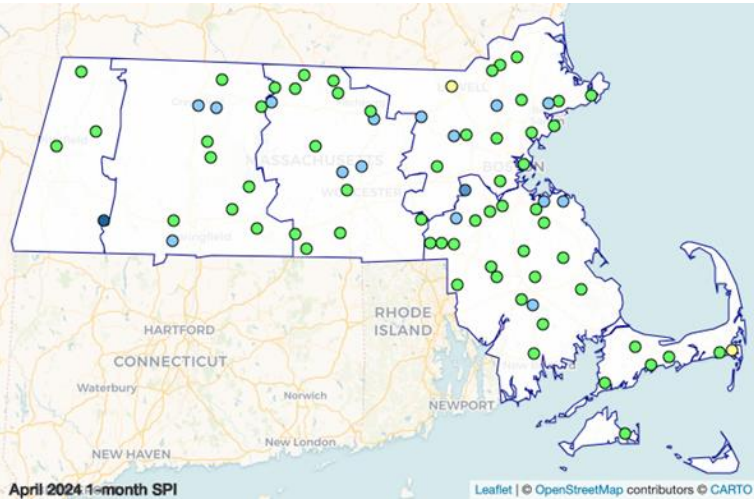 LOWELL
MASSACHUSETTS
BOSTON
WORCESTER
Springfield
RHODE
ISLAND
HARTFORD
CONNECTICUT
Waterbury
Norwich
NEWPORT
New London
NEW HAVEN
April 2024 1-month SPI
Leaflet | © OpenStreetMap contributors © CARTO